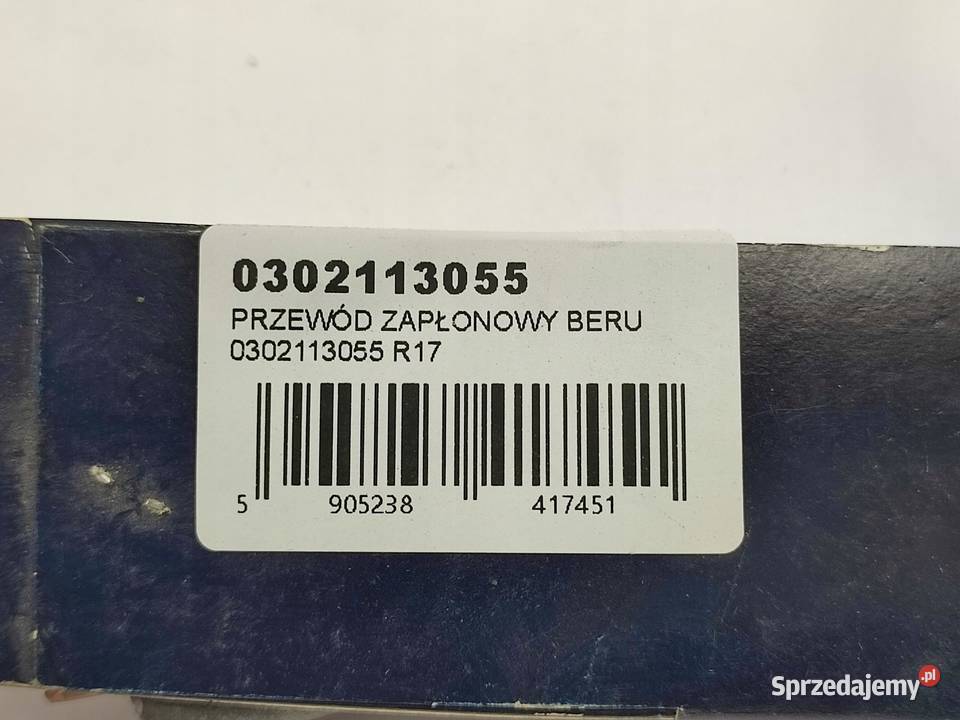 0302113055
PRZEWÓD ZAPŁONOWY BERU
0302113055 R17
5 905238 417451
Sprzedajemy.pl